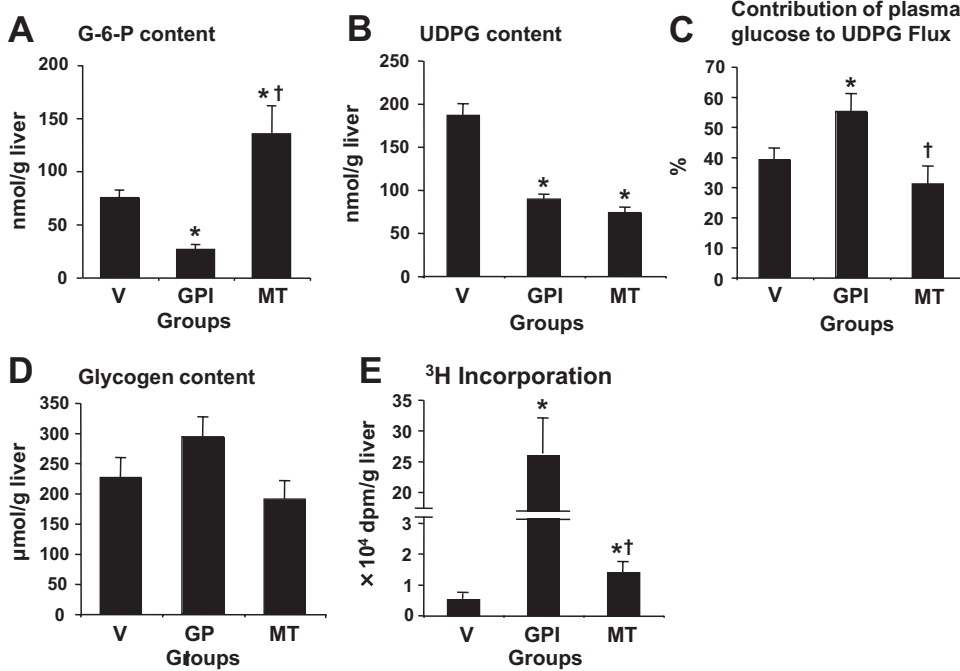 A G-6-P content
nmol/g liver
200
150
100
50
0
*
*†
V GPI MT
Groups
B UDPG content
nmol/g liver
250
200
150
100
50
0
*
*
V GPI MT
Groups
C Contribution of plasma
glucose to UDPG Flux
%
70
60
50
40
30
20
10
0
*
†
V GPI MT
Groups
D Glycogen content
µmol/g liver
350
300
250
200
150
100
50
0
V GP MT
Groups
E ³H Incorporation
×10⁴ dpm/g liver
35
30
25
20
3
2
1
0
*
*†
V GPI MT
Groups